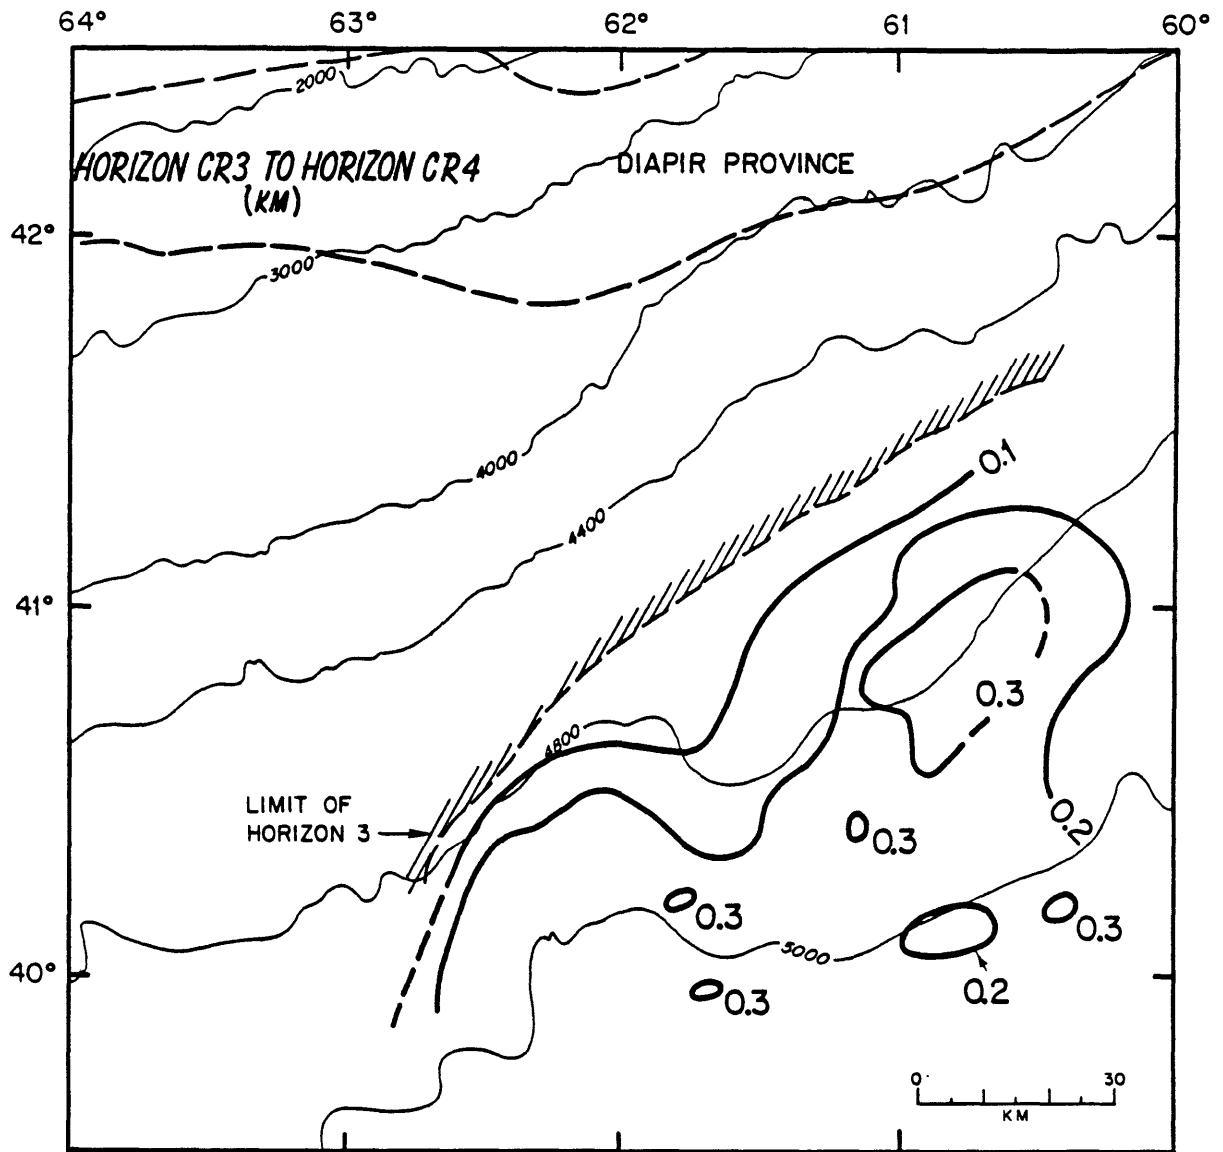 64° 63° 62° 61 60°
2000
HORIZON CR3 TO HORIZON CR4
(KM)
DIAPIR PROVINCE
42°
3000
4000
0.1
4400
41°
0.3
4800
LIMIT OF
HORIZON 3
0.2
0.3
0.3
0.3
5000
40°
0.2
0.3
0 30
KM